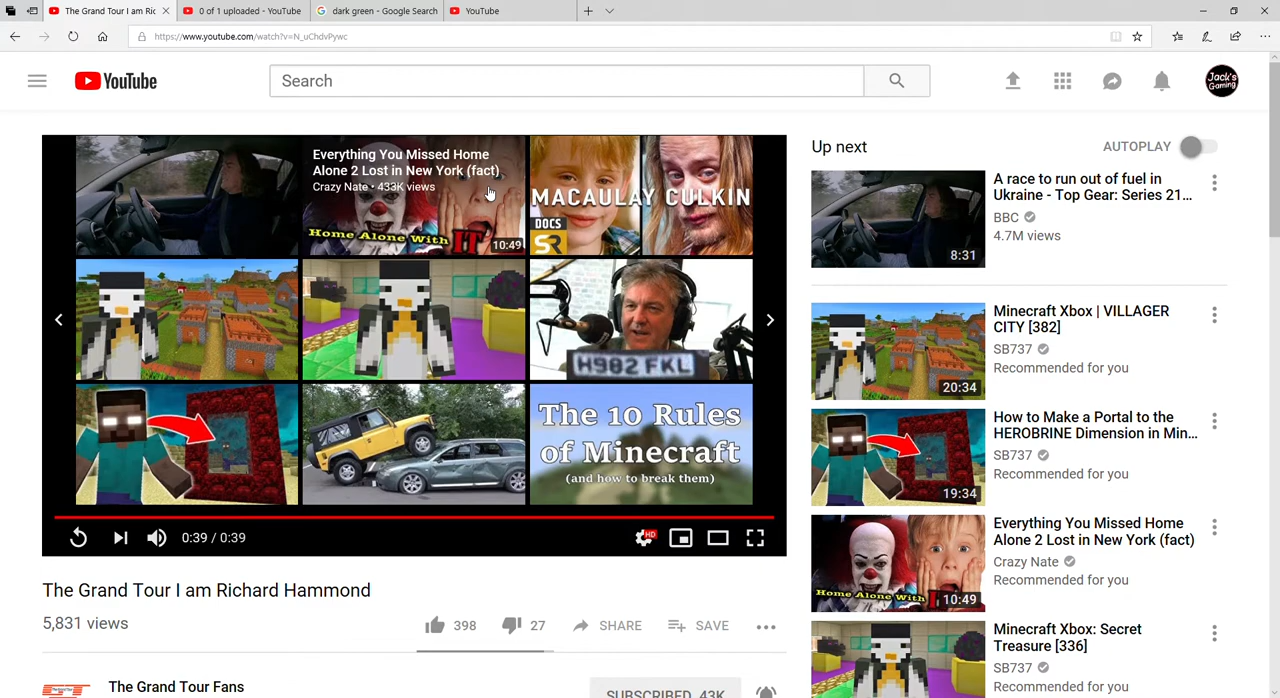 The Grand Tour I am Ric
0 of 1 uploaded - YouTube
dark green - Google Search
YouTube
https://www.youtube.com/watch?v=N_uChdvPywc
YouTube
Search
Jack's
Gaming
Everything You Missed Home
Alone 2 Lost in New York (fact)
Crazy Nate • 433K views
Home Alone With IT
10:49
MACAULAY CULKIN
DOCS
SR
H982 FKL
The 10 Rules
of Minecraft
(and how to break them)
0:39 / 0:39
HD
The Grand Tour I am Richard Hammond
5,831 views
398
27
SHARE
SAVE
The Grand Tour Fans
SUBSCRIBED 43K
Up next
AUTOPLAY
A race to run out of fuel in
Ukraine - Top Gear: Series 21...
BBC
4.7M views
8:31
Minecraft Xbox | VILLAGER
CITY [382]
SB737
Recommended for you
20:34
How to Make a Portal to the
HEROBRINE Dimension in Min...
SB737
Recommended for you
19:34
Everything You Missed Home
Alone 2 Lost in New York (fact)
Crazy Nate
Recommended for you
Home Alone With
10:49
Minecraft Xbox: Secret
Treasure [336]
SB737
Recommended for you